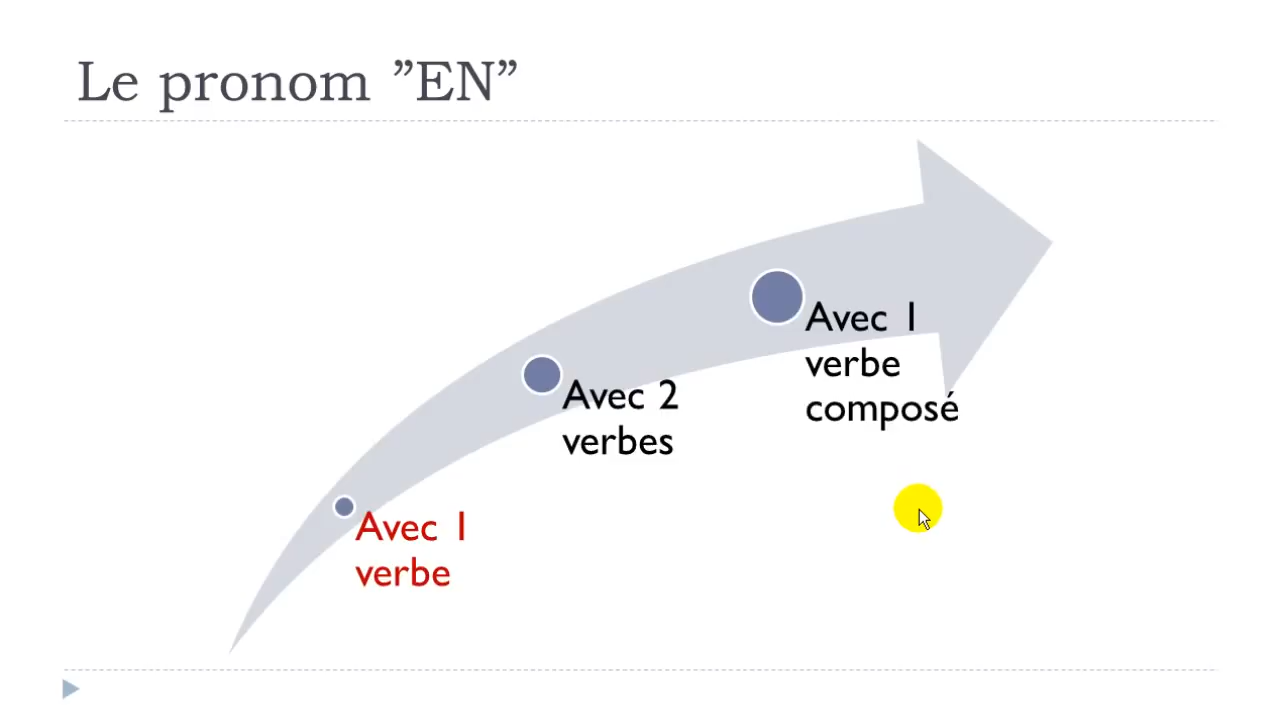 Le pronom ”EN”
Avec 1
verbe
Avec 2
verbes
Avec 1
verbe
composé